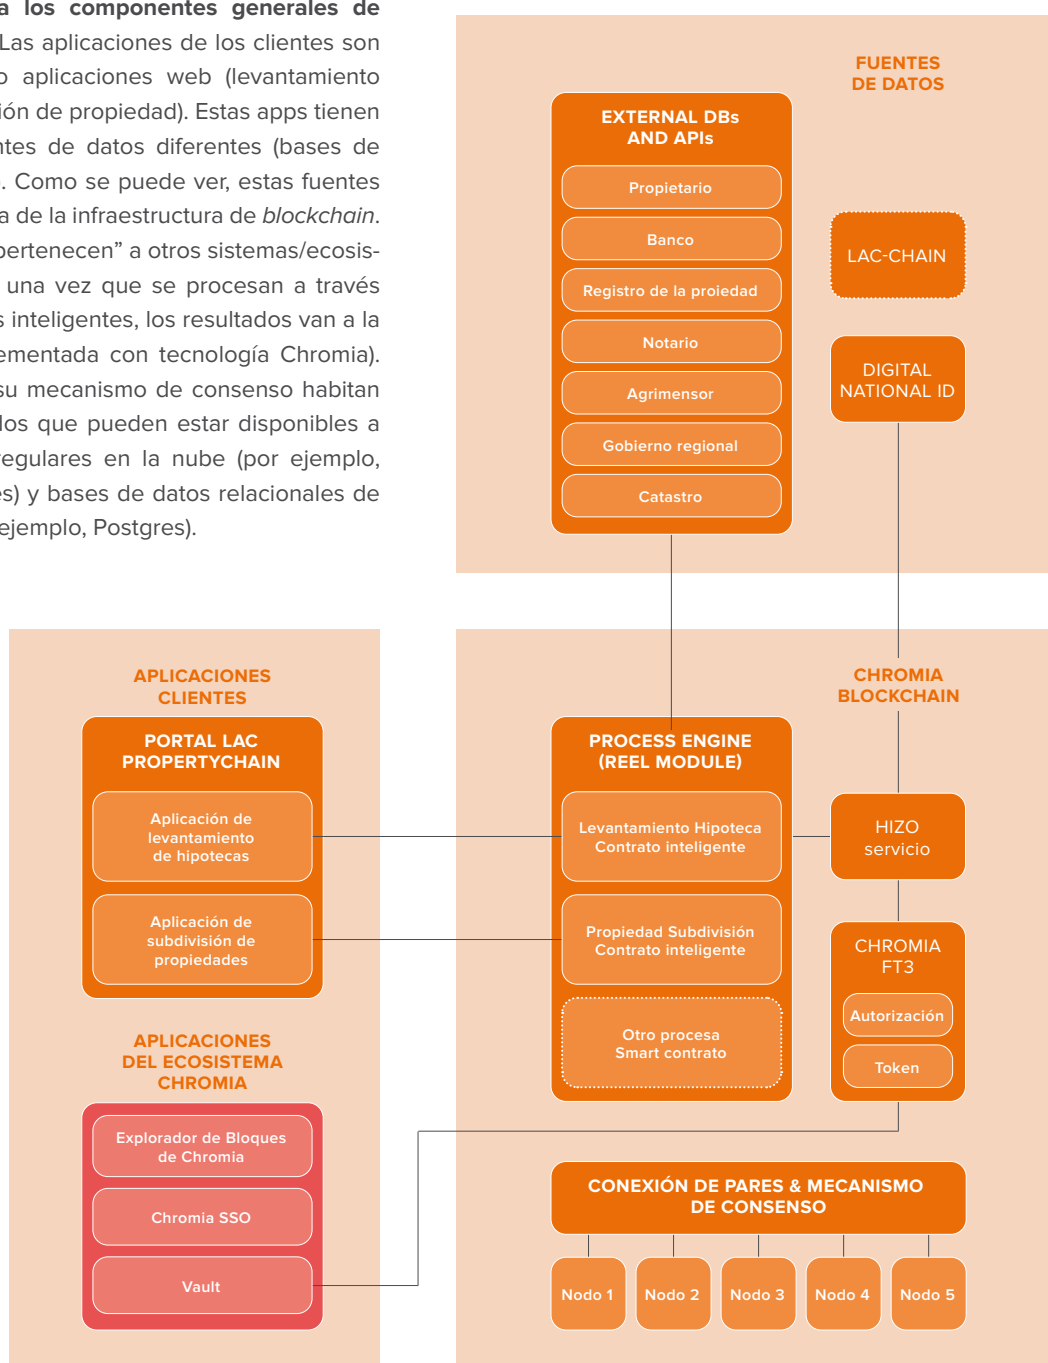 a los componentes generales de
Las aplicaciones de los clientes son
o aplicaciones web (levantamiento
ión de propiedad). Estas apps tienen
ntes de datos diferentes (bases de
). Como se puede ver, estas fuentes
a de la infraestructura de blockchain.
pertenecen” a otros sistemas/ecosis-
una vez que se procesan a través
s inteligentes, los resultados van a la
ementada con tecnología Chromia).
su mecanismo de consenso habitan
dos que pueden estar disponibles a
regulares en la nube (por ejemplo,
es) y bases de datos relacionales de
ejemplo, Postgres).
FUENTES
DE DATOS
EXTERNAL DBs
AND APIs
Propietario
Banco
Registro de la proiedad
Notario
Agrimensor
Gobierno regional
Catastro
LAC-CHAIN
DIGITAL
NATIONAL ID
APLICACIONES
CLIENTES
PORTAL LAC
PROPERTYCHAIN
Aplicación de
levantamiento
de hipotecas
Aplicación de
subdivisión de
propiedades
APLICACIONES
DEL ECOSISTEMA
CHROMIA
Explorador de Bloques
de Chromia
Chromia SSO
Vault
CHROMIA
BLOCKCHAIN
PROCESS ENGINE
(REEL MODULE)
Levantamiento Hipoteca
Contrato inteligente
Propiedad Subdivisión
Contrato inteligente
Otro procesa
Smart contrato
HIZO
servicio
CHROMIA
FT3
Autorización
Token
CONEXIÓN DE PARES & MECANISMO
DE CONSENSO
Nodo 1
Nodo 2
Nodo 3
Nodo 4
Nodo 5